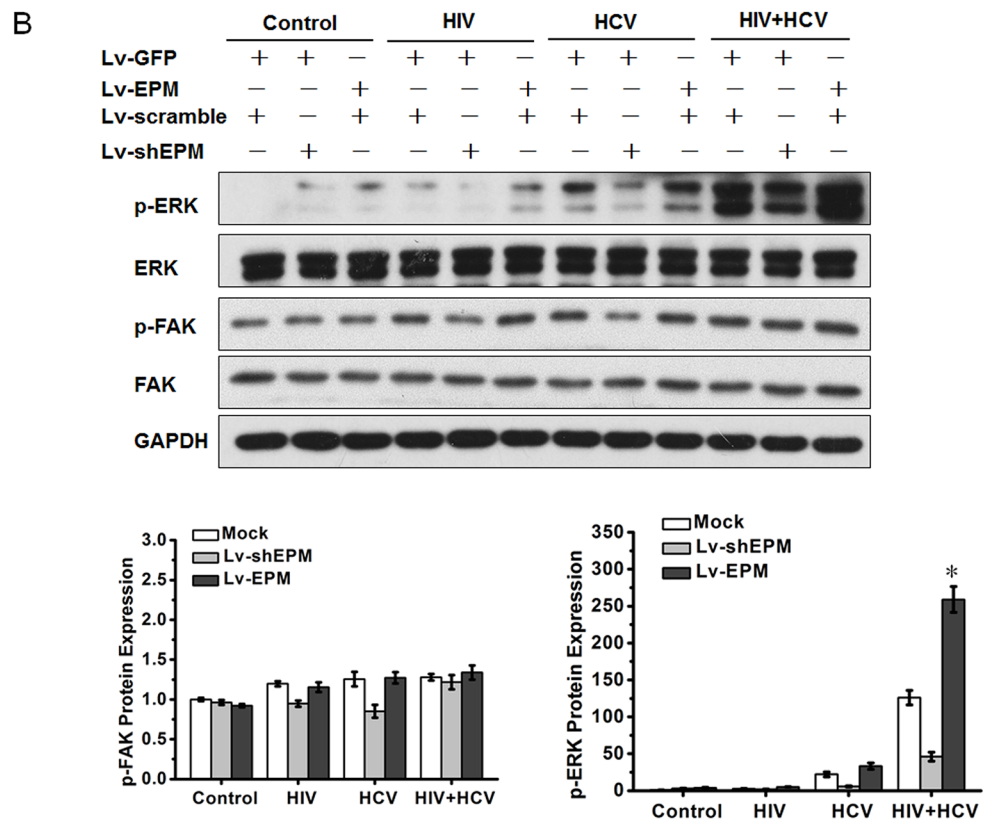 B
Control HIV HCV HIV+HCV
Lv-GFP + + − + + − + + − + + −
Lv-EPM − − + − − + − − + − − +
Lv-scramble + − + + − + + − + + − +
Lv-shEPM − + − − + − − + − − + −
p-ERK
ERK
p-FAK
FAK
GAPDH
Mock
Lv-shEPM
Lv-EPM
p-FAK Protein Expression
3.0
2.5
2.0
1.5
1.0
0.5
0.0
Control HIV HCV HIV+HCV
Mock
Lv-shEPM
Lv-EPM
*
p-ERK Protein Expression
350
300
250
200
150
100
50
0
Control HIV HCV HIV+HCV